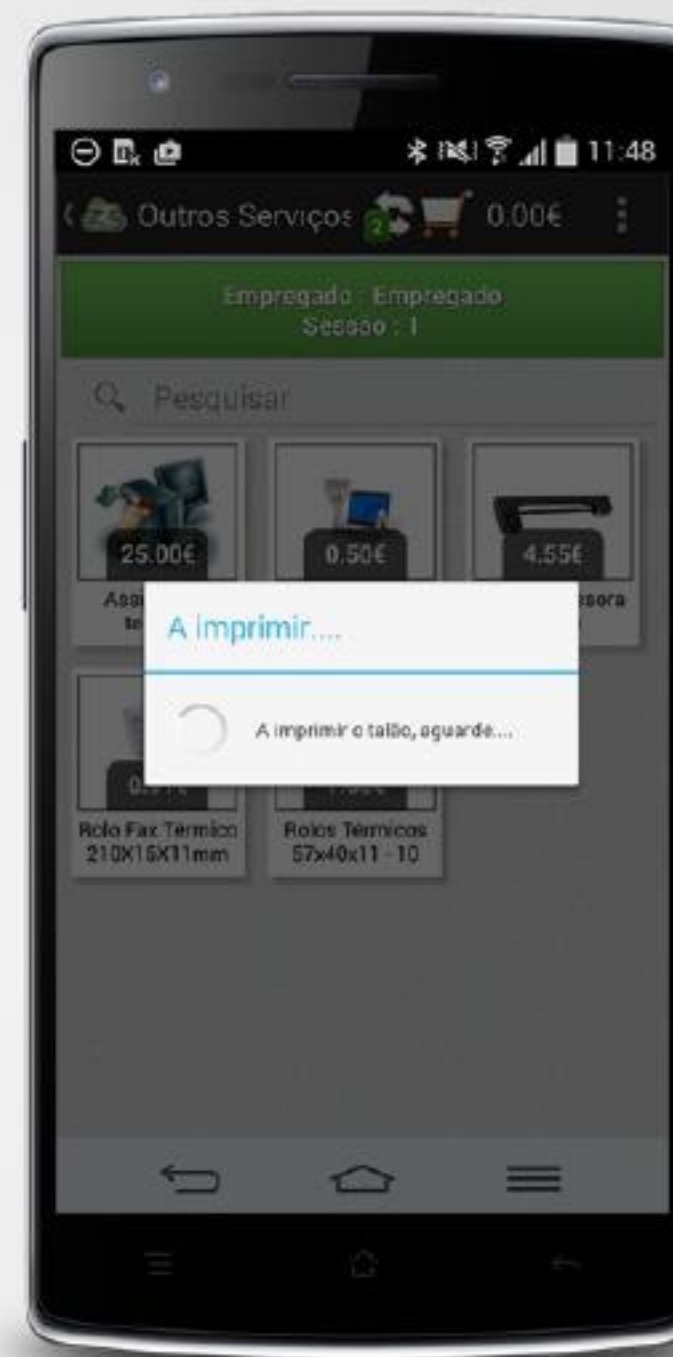 11:48
Outros Serviços 2 0.00€
Empregado : Empregado
Sessão : 1
Pesquisar
25.00€ 0.50€ 4.55€
A imprimir....
A imprimir o talão, aguarde....
Rolo Fax Térmico Rolos Térmicos
210X15X11mm 57x40x11 - 10